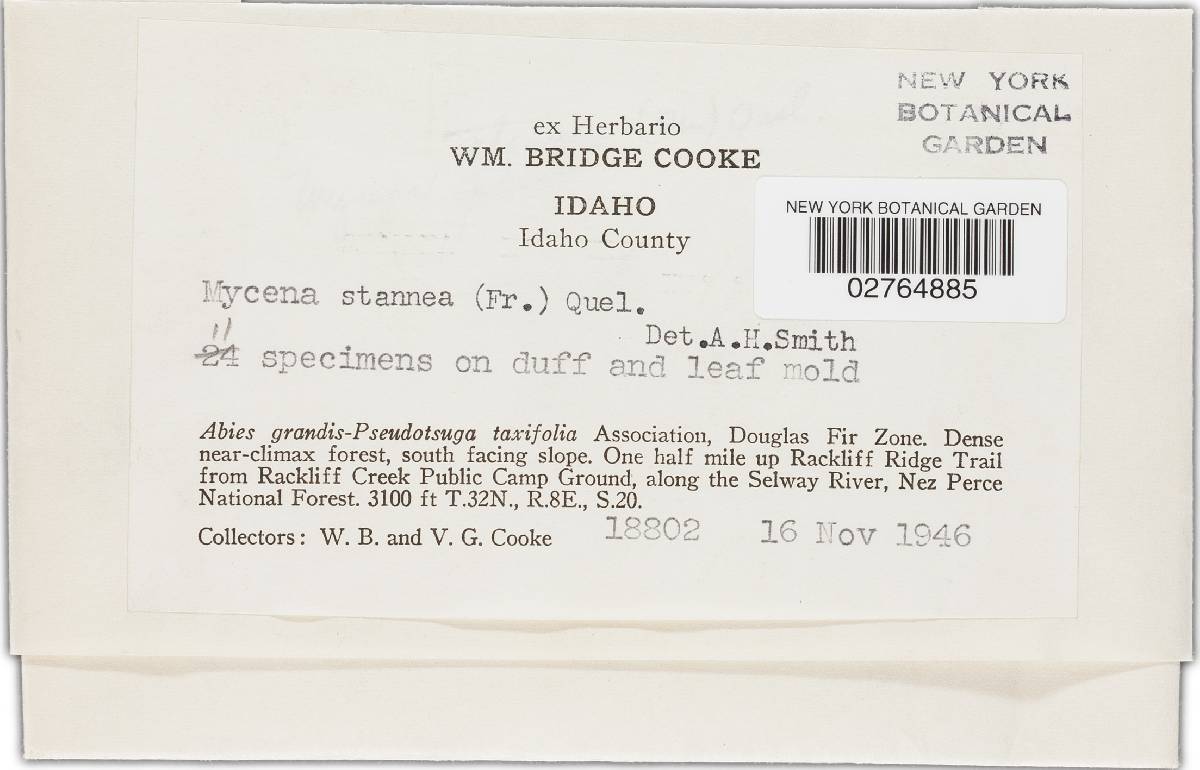 NEW YORK
BOTANICAL
GARDEN
ex Herbario
WM. BRIDGE COOKE
IDAHO
Idaho County
NEW YORK BOTANICAL GARDEN
02764885
Mycena stannea (Fr.) Quel.
Det.A.H.Smith
11
24 specimens on duff and leaf mold
Abies grandis-Pseudotsuga taxifolia Association, Douglas Fir Zone. Dense
near-climax forest, south facing slope. One half mile up Rackliff Ridge Trail
from Rackliff Creek Public Camp Ground, along the Selway River, Nez Perce
National Forest. 3100 ft T.32N., R.8E., S.20.
Collectors: W. B. and V. G. Cooke 18802 16 Nov 1946